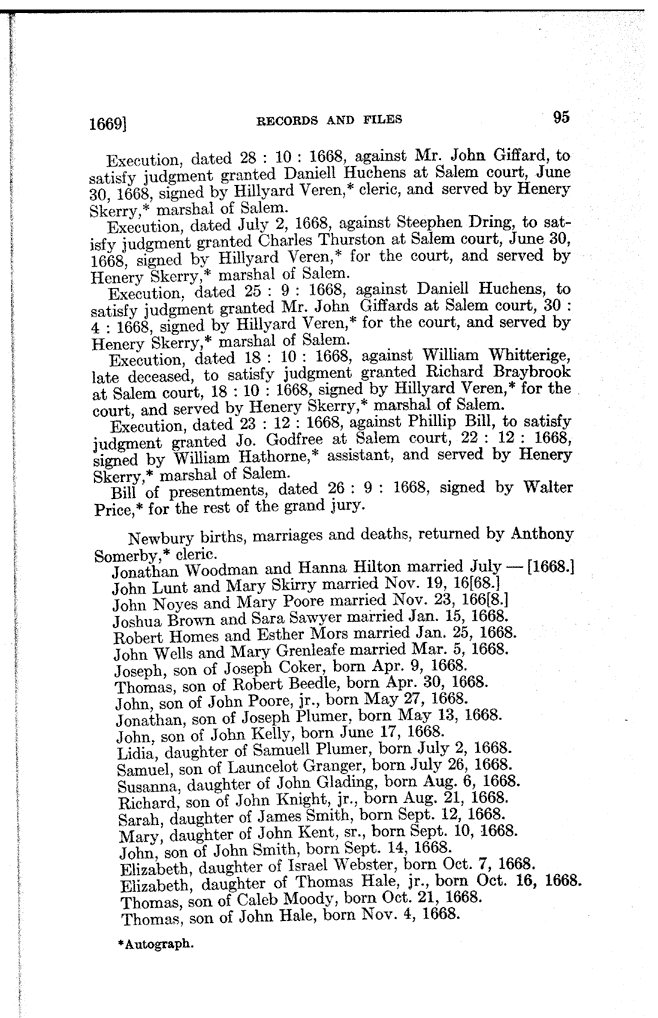 1669] RECORDS AND FILES 95
Execution, dated 28 : 10 : 1668, against Mr. John Giffard, to
satisfy judgment granted Daniell Huchens at Salem court, June
30, 1668, signed by Hillyard Veren,* cleric, and served by Henery
Skerry,* marshal of Salem.
Execution, dated July 2, 1668, against Steephen Dring, to sat-
isfy judgment granted Charles Thurston at Salem court, June 30,
1668, signed by Hillyard Veren,* for the court, and served by
Henery Skerry,* marshal of Salem.
Execution, dated 25 : 9 : 1668, against Daniell Huchens, to
satisfy judgment granted Mr. John Giffards at Salem court, 30 :
4 : 1668, signed by Hillyard Veren,* for the court, and served by
Henery Skerry,* marshal of Salem.
Execution, dated 18 : 10 : 1668, against William Whitterige,
late deceased, to satisfy judgment granted Richard Braybrook
at Salem court, 18 : 10 : 1668, signed by Hillyard Veren,* for the
court, and served by Henery Skerry,* marshal of Salem.
Execution, dated 23 : 12 : 1668, against Phillip Bill, to satisfy
judgment granted Jo. Godfree at Salem court, 22 : 12 : 1668,
signed by William Hathorne,* assistant, and served by Henery
Skerry,* marshal of Salem.
Bill of presentments, dated 26 : 9 : 1668, signed by Walter
Price,* for the rest of the grand jury.
Newbury births, marriages and deaths, returned by Anthony
Somerby,* cleric.
Jonathan Woodman and Hanna Hilton married July — [1668.]
John Lunt and Mary Skirry married Nov. 19, 16[68.]
John Noyes and Mary Poore married Nov. 23, 166[8.]
Joshua Brown and Sara Sawyer married Jan. 15, 1668.
Robert Homes and Esther Mors married Jan. 25, 1668.
John Wells and Mary Grenleafe married Mar. 5, 1668.
Joseph, son of Joseph Coker, born Apr. 9, 1668.
Thomas, son of Robert Beedle, born Apr. 30, 1668.
John, son of John Poore, jr., born May 27, 1668.
Jonathan, son of Joseph Plumer, born May 13, 1668.
John, son of John Kelly, born June 17, 1668.
Lidia, daughter of Samuell Plumer, born July 2, 1668.
Samuel, son of Launcelot Granger, born July 26, 1668.
Susanna, daughter of John Glading, born Aug. 6, 1668.
Richard, son of John Knight, jr., born Aug. 21, 1668.
Sarah, daughter of James Smith, born Sept. 12, 1668.
Mary, daughter of John Kent, sr., born Sept. 10, 1668.
John, son of John Smith, born Sept. 14, 1668.
Elizabeth, daughter of Israel Webster, born Oct. 7, 1668.
Elizabeth, daughter of Thomas Hale, jr., born Oct. 16, 1668.
Thomas, son of Caleb Moody, born Oct. 21, 1668.
Thomas, son of John Hale, born Nov. 4, 1668.
*Autograph.